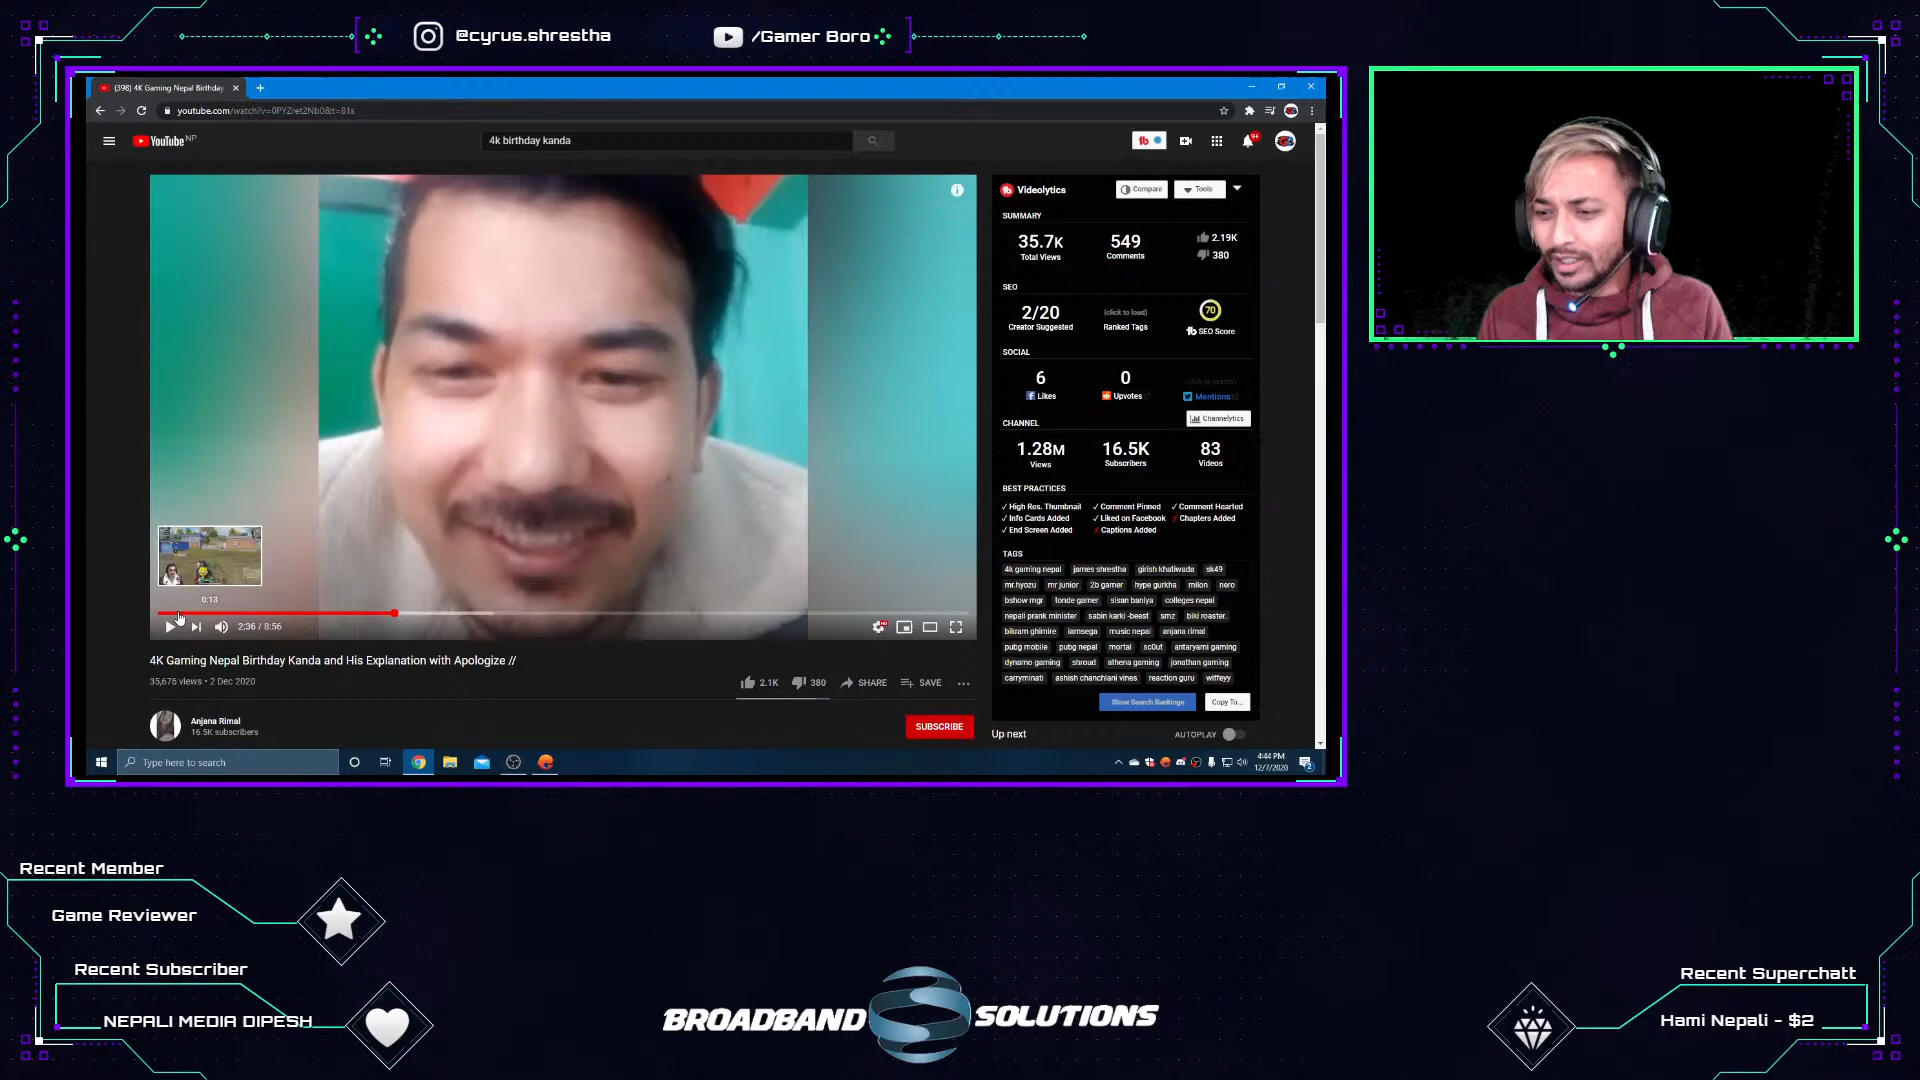 @cyrus.shrestha
/Gamer Boro
(398) 4K Gaming Nepal Birthday
youtube.com/watch?v=0PYZret2Nb0&t=81s
YouTube NP
4k birthday kanda
9+
Videolytics
Compare
Tools
SUMMARY
35.7K
Total Views
549
Comments
2.19K
380
SEO
2/20
Creator Suggested
(click to load)
Ranked Tags
70
SEO Score
SOCIAL
6
Likes
0
Upvotes
(click to search)
Mentions
Channelytics
CHANNEL
1.28M
Views
16.5K
Subscribers
83
Videos
BEST PRACTICES
✓ High Res. Thumbnail ✓ Comment Pinned ✓ Comment Hearted
✓ Info Cards Added ✓ Liked on Facebook ✗ Chapters Added
✓ End Screen Added ✗ Captions Added
TAGS
4k gaming nepal james shrestha girish khatiwada sk49
mr.hyozu mr junior 2b gamer hype gurkha milon nero
bshow mgr tonde gamer sisan baniya colleges nepal
nepali prank minister sabin karki -beest smz biki roaster.
bikram ghimire iamsega music nepal anjana rimal
pubg mobile pubg nepal mortal sc0ut antaryami gaming
dynamo gaming shroud athena gaming jonathan gaming
carryminati ashish chanchlani vines reaction guru wiffeyy
Show Search Rankings
Copy To...
0:13
2:36 / 8:56
HD
4K Gaming Nepal Birthday Kanda and His Explanation with Apologize //
35,676 views • 2 Dec 2020
2.1K
380
SHARE
SAVE
Anjana Rimal
16.5K subscribers
SUBSCRIBE
Up next
AUTOPLAY
Type here to search
4:44 PM
12/7/2020
2
Recent Member
Game Reviewer
Recent Subscriber
NEPALI MEDIA DIPESH
BROADBAND SOLUTIONS
Recent Superchatt
Hami Nepali - $2